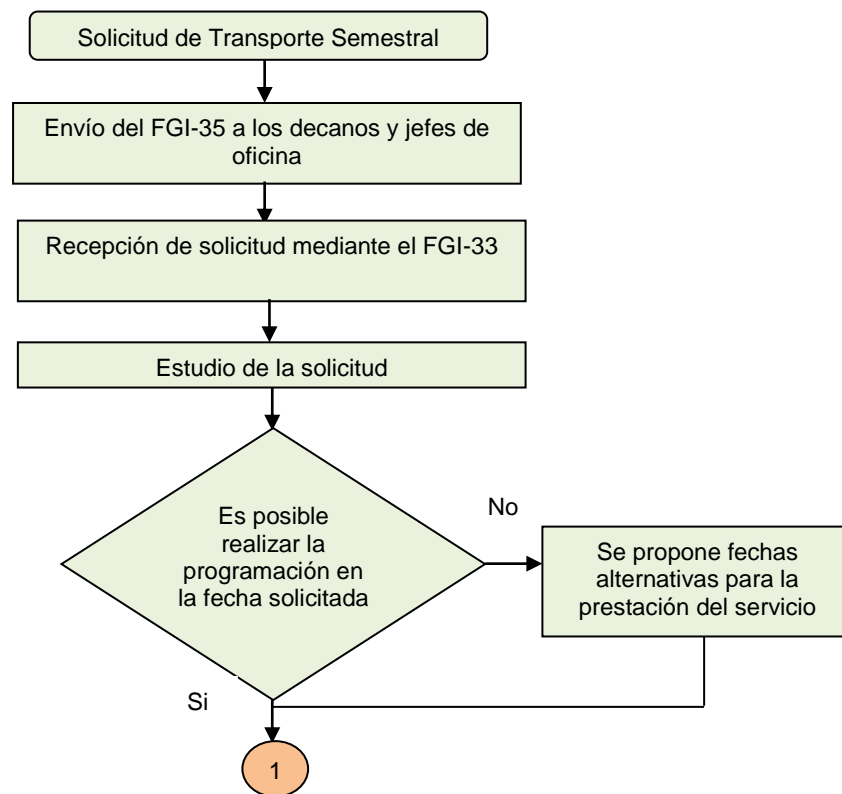 Solicitud de Transporte Semestral
Envío del FGI-35 a los decanos y jefes de
oficina
Recepción de solicitud mediante el FGI-33
Estudio de la solicitud
Es posible
realizar la
programación en
la fecha solicitada
No
Se propone fechas
alternativas para la
prestación del servicio
Si
1